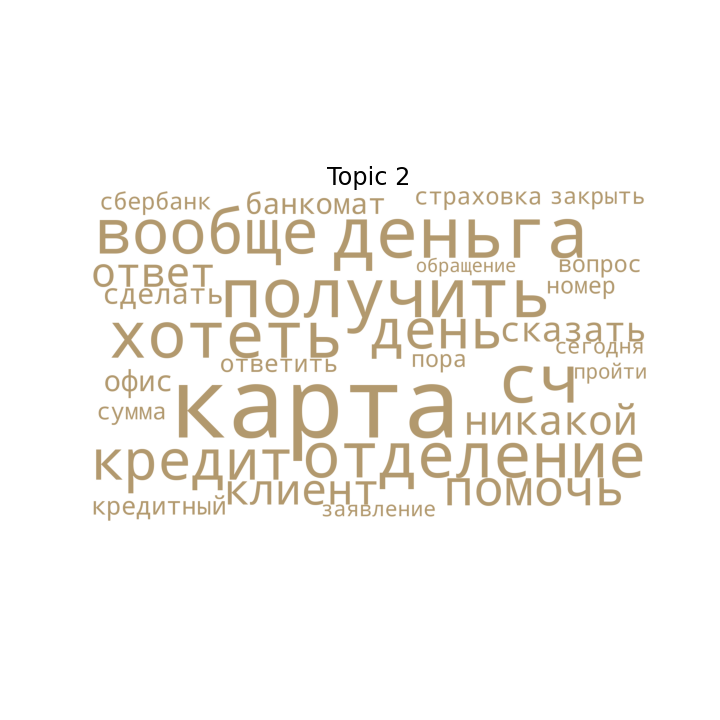 Topic 2
сбербанк банкомат страховка закрыть
вообще деньга
ответ обращение вопрос
сделать получить номер
хотеть день сказать
сегодня
ответить пора пройти
офис карта сч
сумма никакой
кредит отделение
клиент помочь
кредитный заявление